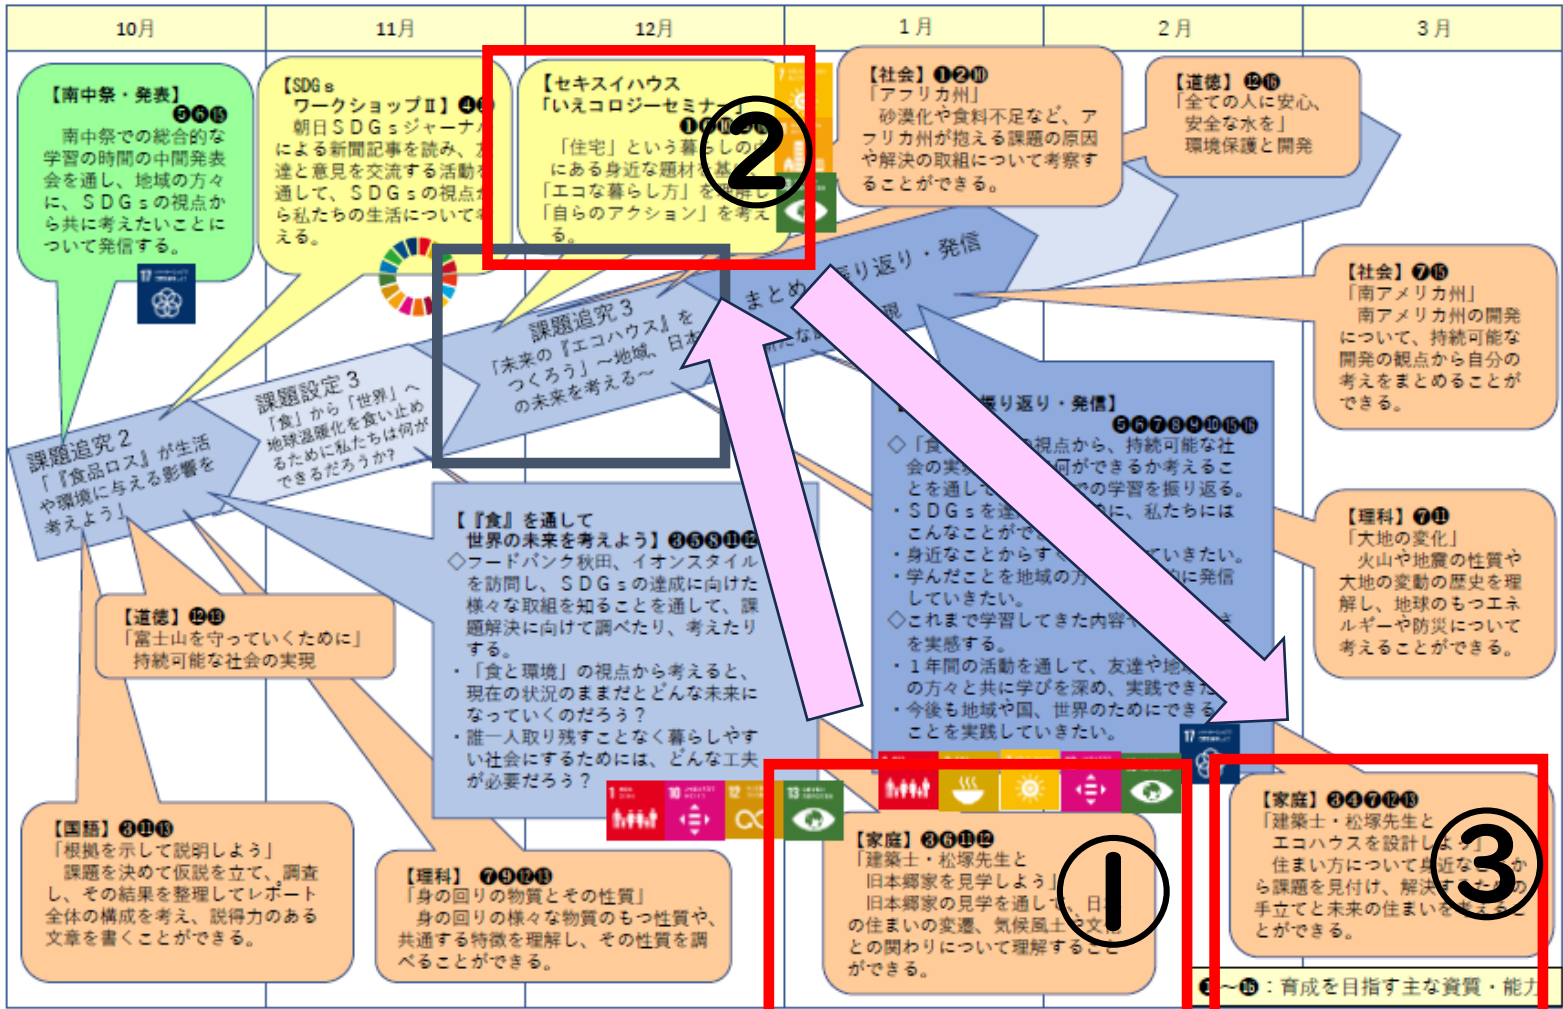 10月
11月
12月
1月
2月
3月
【南中祭・発表】
❺❻⓯
南中祭での総合的な
学習の時間の中間発表
会を通し、地域の方々
に、ＳＤＧｓの視点か
ら共に考えたいことに
ついて発信する。
17
【SDGｓ
ワークショップⅡ】❹
朝日ＳＤＧｓジャーナル
による新聞記事を読み、友
達と意見を交流する活動を
通して、ＳＤＧｓの視点か
ら私たちの生活について考
える。
【セキスイハウス
「いえコロジーセミナー」
「住宅」という暮らしの
にある身近な題材を基
「エコな暮らし方」を理解し
「自らのアクション」を考え
る。
②
【社会】❶❷❿
「アフリカ州」
砂漠化や食料不足など、ア
フリカ州が抱える課題の原因
や解決の取組について考察す
ることができる。
【道徳】⓬⓰
「全ての人に安心、
安全な水を」
環境保護と開発
【社会】❼⓯
「南アメリカ州」
南アメリカ州の開発
について、持続可能な
開発の観点から自分の
考えをまとめることが
できる。
課題追究２
「『食品ロス』が生活
や環境に与える影響を
考えよう」
課題設定３
「食」から「世界」へ
地球温暖化を食い止め
るために私たちは何が
できるだろうか？
課題追究３
「未来の『エコハウス』を
つくろう」～地域、日本
の未来を考える～
まとめ
振り返り・発信
現
【『食』を通して
世界の未来を考えよう】❸❺❽⓫⓬
◇フードバンク秋田、イオンスタイル
を訪問し、ＳＤＧｓの達成に向けた
様々な取組を知ることを通して、課
題解決に向けて調べたり、考えたり
する。
・「食と環境」の視点から考えると、
現在の状況のままだとどんな未来に
なっていくのだろう？
・誰一人取り残すことなく暮らしやす
い社会にするためには、どんな工夫
が必要だろう？
1
10
12
13
振り返り・発信】
❺❻❼❽❾❿⓯⓰
◇「食
の視点から、持続可能な社
会の実
何ができるか考えるこ
とを通して
での学習を振り返る。
・ＳＤＧｓを達
に、私たちには
こんなことがで
・身近なことからす
ていきたい。
・学んだことを地域の方
に発信
していきたい。
◇これまで学習してきた内容や
さ
を実感する。
・１年間の活動を通して、友達や地
の方々と共に学びを深め、実践できた
・今後も地域や国、世界のためにできる
ことを実践していきたい。
17
【理科】❼⓫
「大地の変化」
火山や地震の性質や
大地の変動の歴史を理
解し、地球のもつエネ
ルギーや防災について
考えることができる。
【道徳】⓬⓭
「富士山を守っていくために」
持続可能な社会の実現
【国語】❸⓫⓭
「根拠を示して説明しよう」
課題を決めて仮説を立て、調査
し、その結果を整理してレポート
全体の構成を考え、説得力のある
文章を書くことができる。
【理科】❼❾⓬⓭
「身の回りの物質とその性質」
身の回りの様々な物質のもつ性質や、
共通する特徴を理解し、その性質を調
べることができる。
【家庭】❸❻⓫⓬
「建築士・松塚先生と
旧本郷家を見学しよう」
旧本郷家の見学を通して、日本
の住まいの変遷、気候風土や文化
との関わりについて理解すること
ができる。
①
【家庭】❸❹❼⓬⓭
「建築士・松塚先生と
エコハウスを設計しよう」
住まい方について身近な
か
ら課題を見付け、解決するための
手立てと未来の住まいを考えるこ
とができる。
③
❶～⓰：育成を目指す主な資質・能力